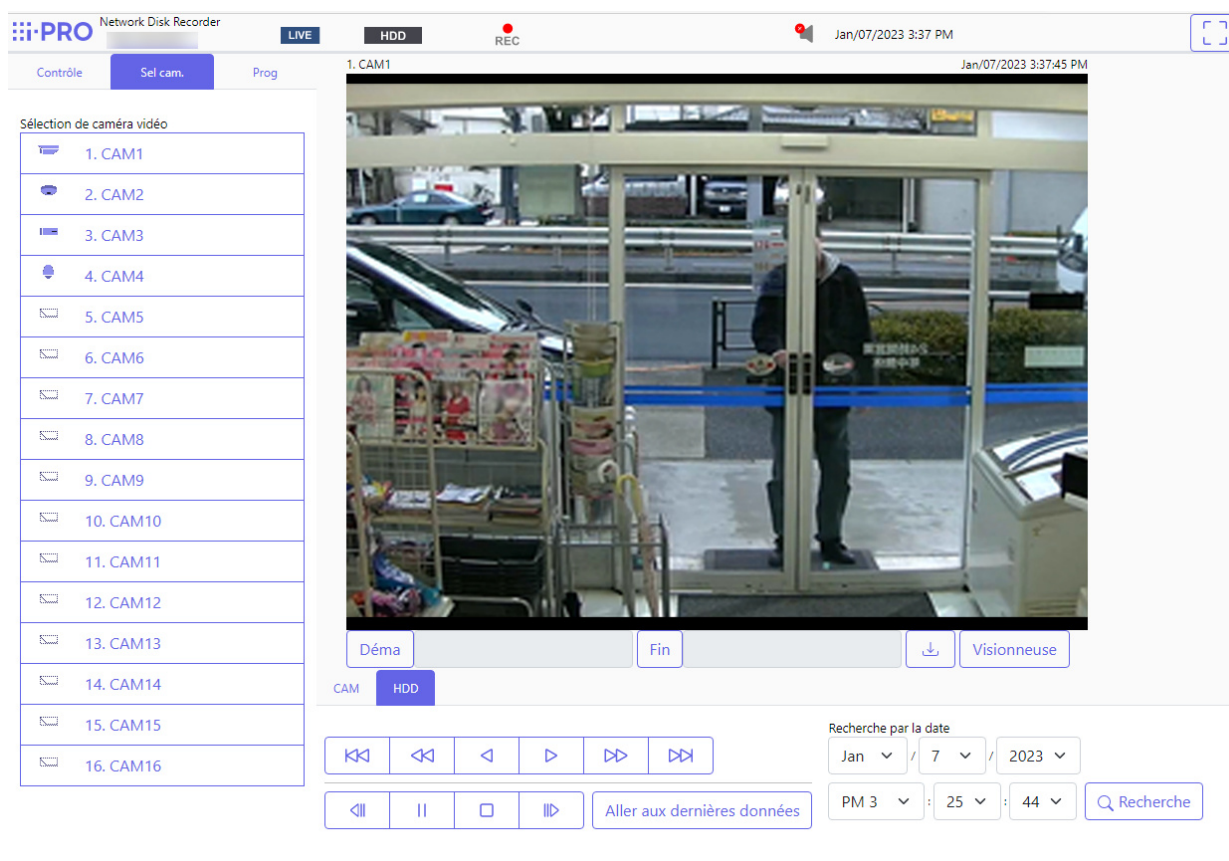 i-PRO
Network Disk Recorder
LIVE
HDD
REC
Jan/07/2023 3:37 PM
Contrôle
Sel cam.
Prog
1. CAM1
Jan/07/2023 3:37:45 PM
Sélection de caméra vidéo
1. CAM1
2. CAM2
3. CAM3
4. CAM4
5. CAM5
6. CAM6
7. CAM7
8. CAM8
9. CAM9
10. CAM10
11. CAM11
12. CAM12
13. CAM13
14. CAM14
15. CAM15
16. CAM16
Déma
Fin
Visionneuse
CAM
HDD
Recherche par la date
Jan / 7 / 2023
PM 3 : 25 : 44
Recherche
Aller aux dernières données